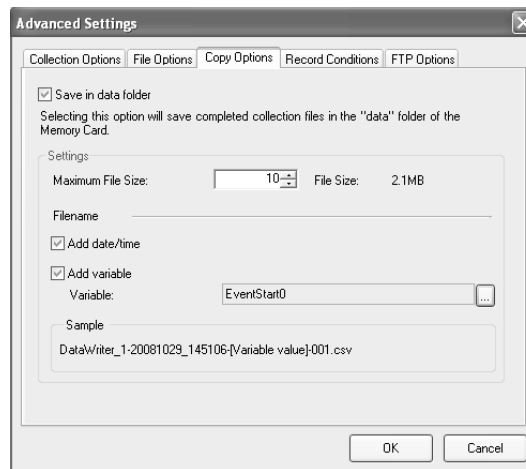 Advanced Settings
Collection Options File Options Copy Options Record Conditions FTP Options
Save in data folder
Selecting this option will save completed collection files in the "data" folder of the
Memory Card.
Settings
Maximum File Size: 10 File Size: 2.1MB
Filename
Add date/time
Add variable
Variable: EventStart0 ...
Sample
DataWriter_1-20081029_145106-[Variable value]-001.csv
OK Cancel